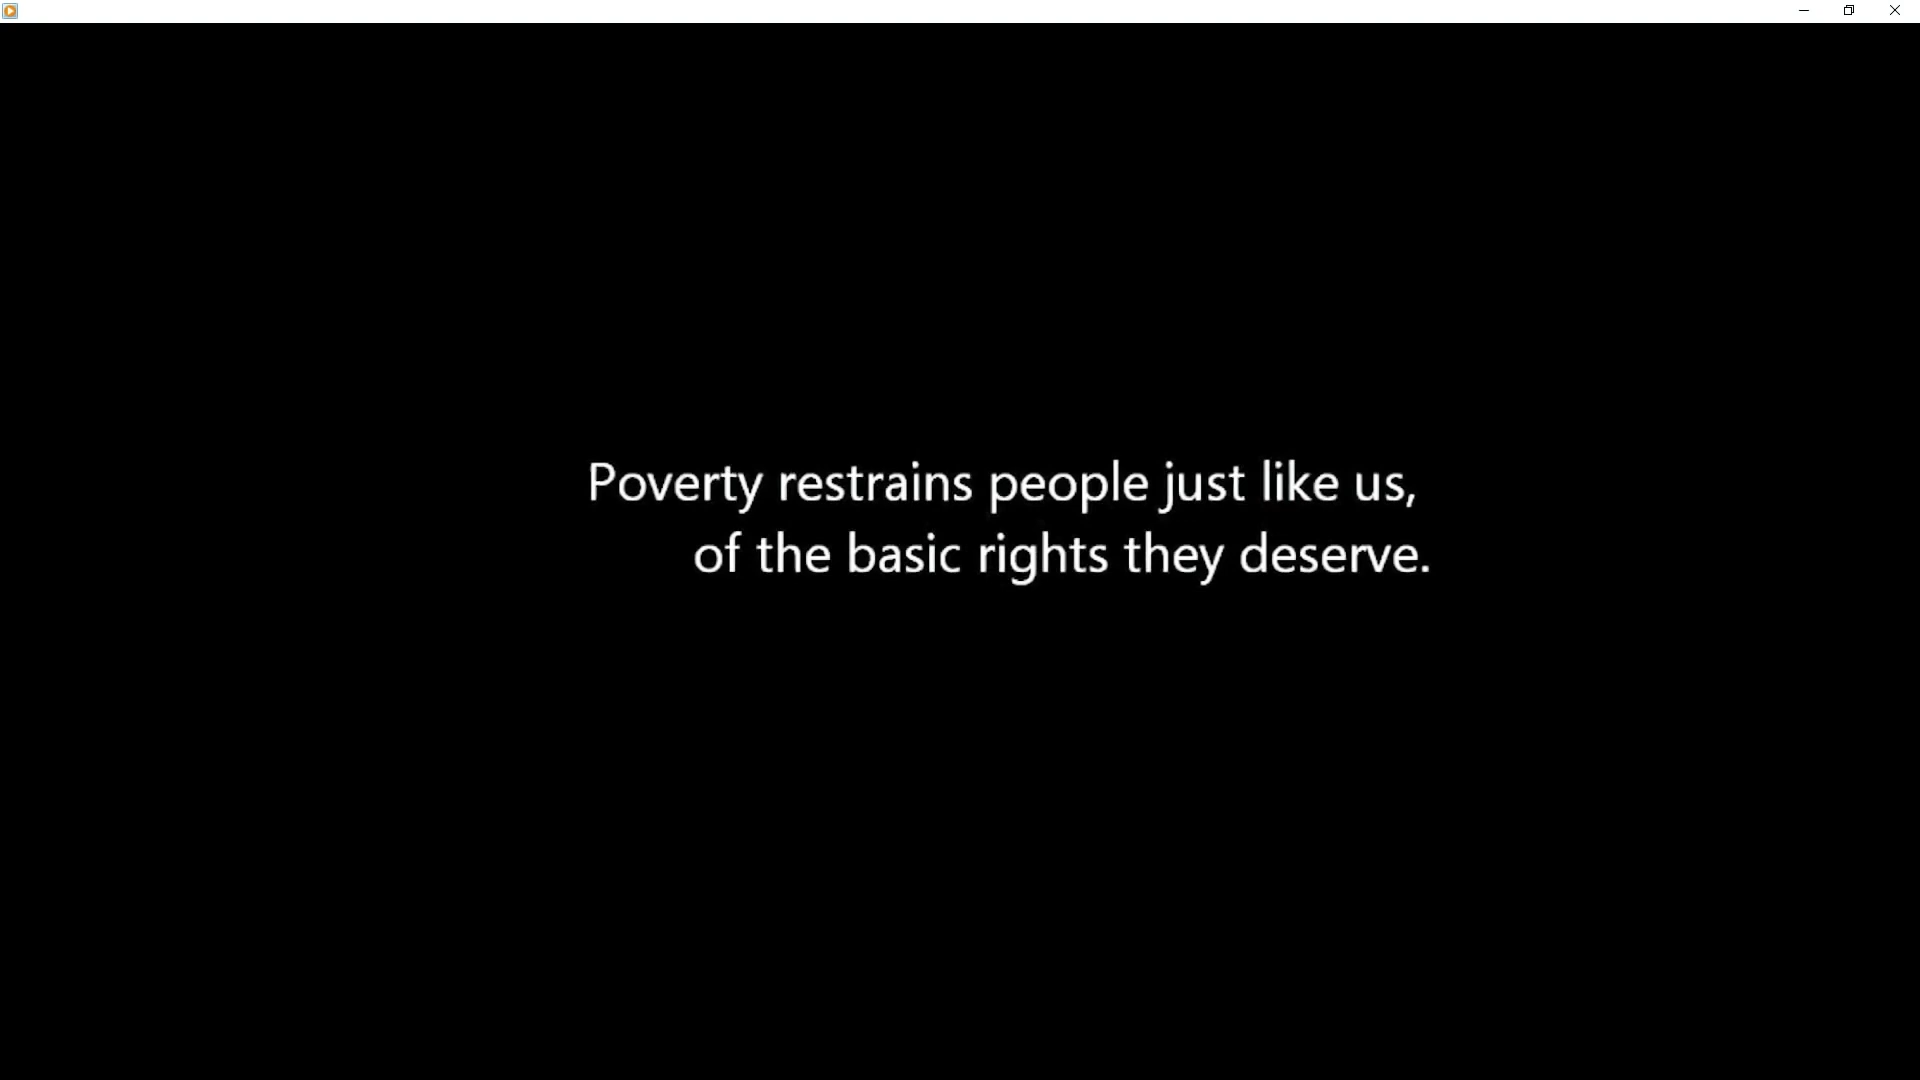 Poverty restrains people just like us,
of the basic rights they deserve.